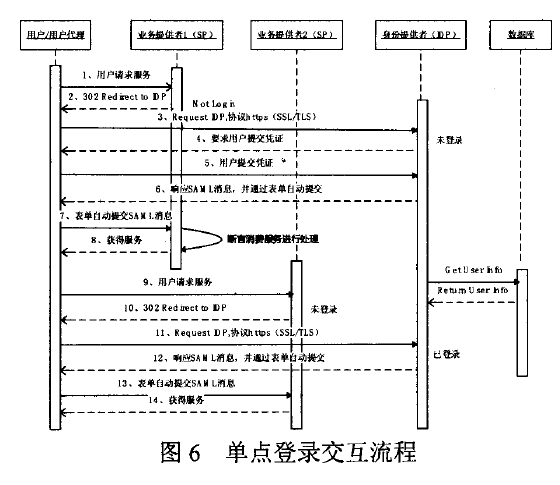 用户/用户代理 业务提供者1（SP） 业务提供者2（SP） 身份提供者（IDP） 数据库
1、用户请求服务
2、302 Redirect to IDP
Not Login
3、Request IDP,协议https（SSL/TLS）
4、要求用户提交凭证
未登录
5、用户提交凭证
6、响应SAML消息，并通过表单自动提交
7、表单自动提交SAML消息
断言消费服务进行处理
8、获得服务
Get User Info
9、用户请求服务
Return User Info
10、302 Redirect to IDP
未登录
11、Request IDP,协议https（SSL/TLS）
12、响应SAML消息，并通过表单自动提交
已登录
13、表单自动提交SAML消息
14、获得服务
图 6 单点登录交互流程